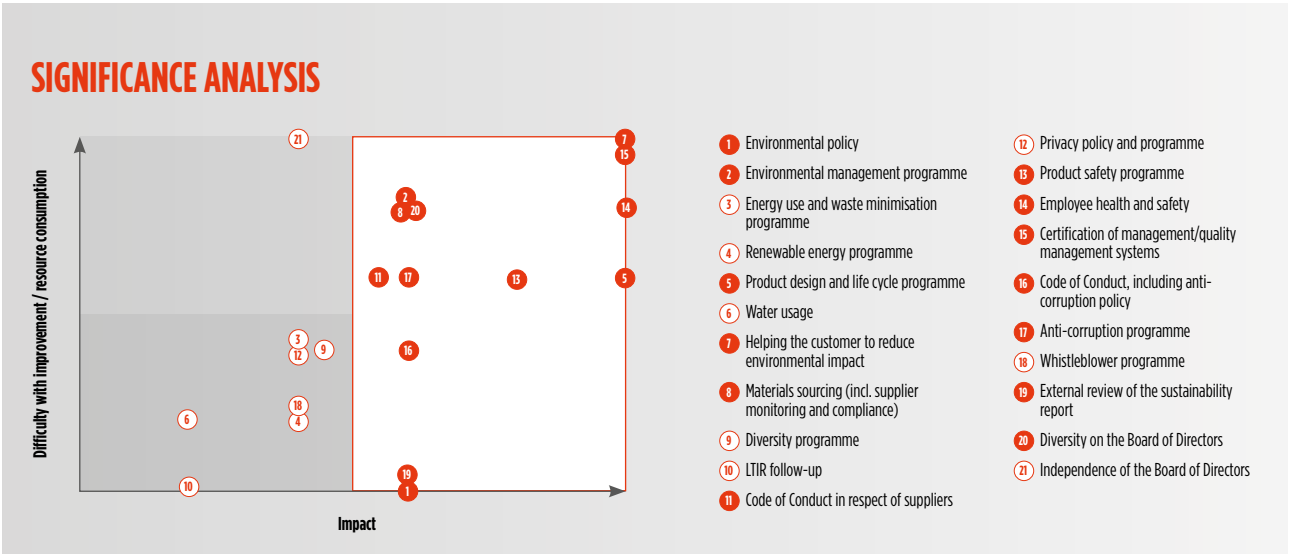 SIGNIFICANCE ANALYSIS
Difficulty with improvement / resource consumption
21
7
15
2
8
20
14
11
17
13
5
3
12
9
16
18
4
6
19
10
1
Impact
1 Environmental policy
2 Environmental management programme
3 Energy use and waste minimisation
programme
4 Renewable energy programme
5 Product design and life cycle programme
6 Water usage
7 Helping the customer to reduce
environmental impact
8 Materials sourcing (incl. supplier
monitoring and compliance)
9 Diversity programme
10 LTIR follow-up
11 Code of Conduct in respect of suppliers
12 Privacy policy and programme
13 Product safety programme
14 Employee health and safety
15 Certification of management/quality
management systems
16 Code of Conduct, including anti-
corruption policy
17 Anti-corruption programme
18 Whistleblower programme
19 External review of the sustainability
report
20 Diversity on the Board of Directors
21 Independence of the Board of Directors